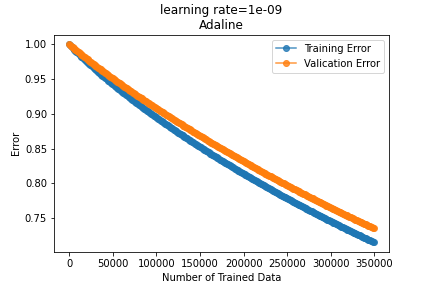 learning rate=1e-09
Adaline
Training Error
Valication Error
1.00
0.95
0.90
0.85
0.80
0.75
Error
0 50000 100000 150000 200000 250000 300000 350000
Number of Trained Data